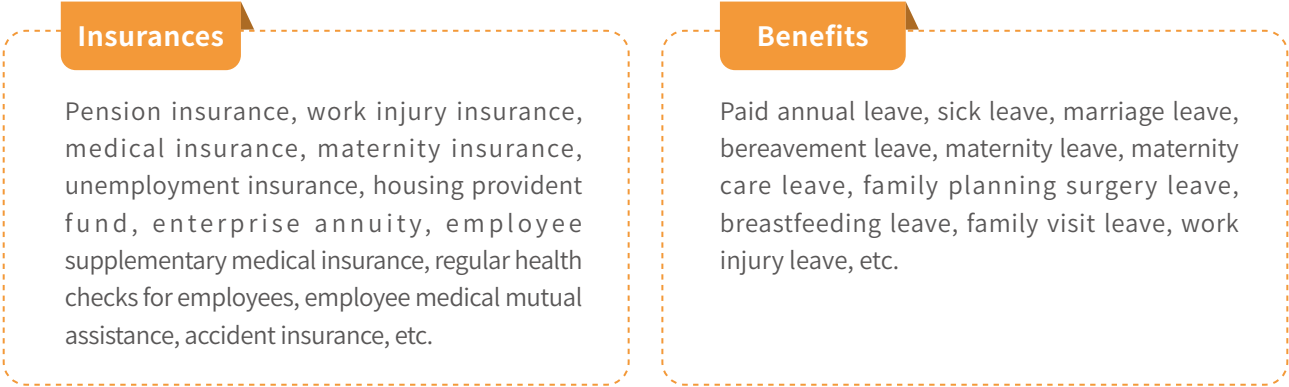 Insurances
Pension insurance, work injury insurance,
medical insurance, maternity insurance,
unemployment insurance, housing provident
fund, enterprise annuity, employee
supplementary medical insurance, regular health
checks for employees, employee medical mutual
assistance, accident insurance, etc.
Benefits
Paid annual leave, sick leave, marriage leave,
bereavement leave, maternity leave, maternity
care leave, family planning surgery leave,
breastfeeding leave, family visit leave, work
injury leave, etc.